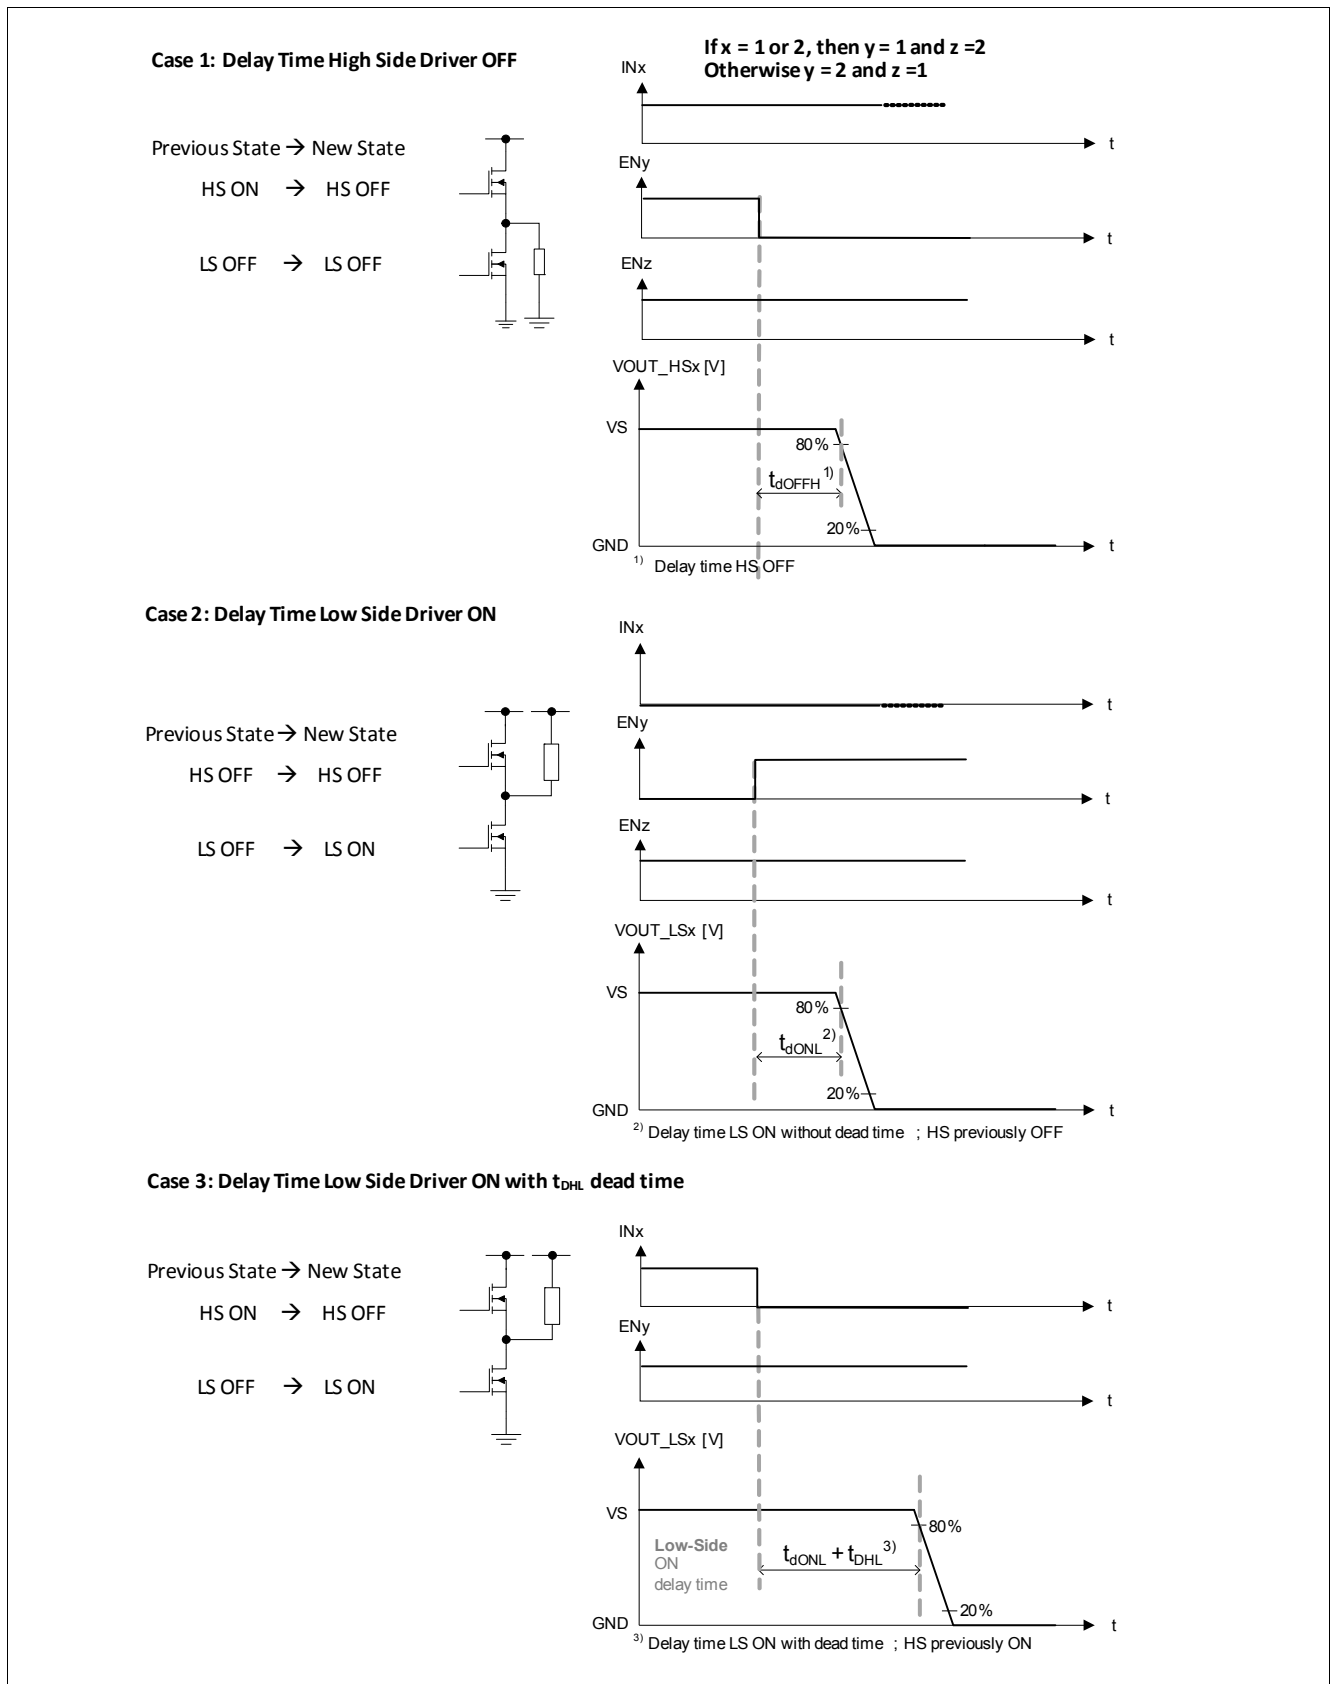 Case 1: Delay Time High Side Driver OFF
If x = 1 or 2, then y = 1 and z =2
Otherwise y = 2 and z =1
INx
t
Previous State → New State
HS ON → HS OFF
LS OFF → LS OFF
ENy
t
ENz
t
VOUT_HSx [V]
VS
80%
tdOFFH 1)
20%
GND
t
1) Delay time HS OFF
Case 2: Delay Time Low Side Driver ON
INx
t
Previous State → New State
HS OFF → HS OFF
LS OFF → LS ON
ENy
t
ENz
t
VOUT_LSx [V]
VS
80%
tdONL 2)
20%
GND
t
2) Delay time LS ON without dead time ; HS previously OFF
Case 3: Delay Time Low Side Driver ON with tDHL dead time
INx
t
Previous State → New State
HS ON → HS OFF
LS OFF → LS ON
ENy
t
VOUT_LSx [V]
VS
80%
Low-Side
ON
delay time
tdONL + tDHL 3)
20%
GND
t
3) Delay time LS ON with dead time ; HS previously ON